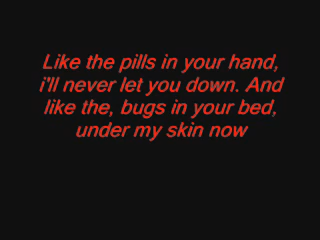 Like the pills in your hand,
i'll never let you down. And
like the, bugs in your bed,
under my skin now